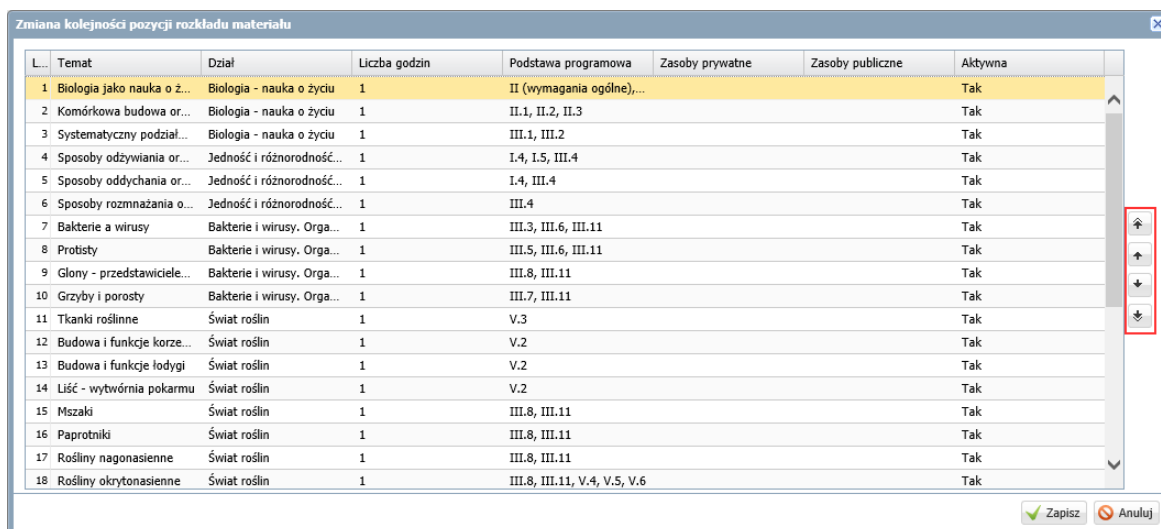 Zmiana kolejności pozycji rozkładu materiału
L... Temat Dział Liczba godzin Podstawa programowa Zasoby prywatne Zasoby publiczne Aktywna
1 Biologia jako nauka o ż... Biologia - nauka o życiu 1 II (wymagania ogólne),... Tak
2 Komórkowa budowa or... Biologia - nauka o życiu 1 II.1, II.2, II.3 Tak
3 Systematyczny podział... Biologia - nauka o życiu 1 III.1, III.2 Tak
4 Sposoby odżywiania or... Jedność i różnorodność... 1 I.4, I.5, III.4 Tak
5 Sposoby oddychania or... Jedność i różnorodność... 1 I.4, III.4 Tak
6 Sposoby rozmnażania o... Jedność i różnorodność... 1 III.4 Tak
7 Bakterie a wirusy Bakterie i wirusy. Orga... 1 III.3, III.6, III.11 Tak
8 Protisty Bakterie i wirusy. Orga... 1 III.5, III.6, III.11 Tak
9 Glony - przedstawiciele... Bakterie i wirusy. Orga... 1 III.8, III.11 Tak
10 Grzyby i porosty Bakterie i wirusy. Orga... 1 III.7, III.11 Tak
11 Tkanki roślinne Świat roślin 1 V.3 Tak
12 Budowa i funkcje korze... Świat roślin 1 V.2 Tak
13 Budowa i funkcje łodygi Świat roślin 1 V.2 Tak
14 Liść - wytwórnia pokarmu Świat roślin 1 V.2 Tak
15 Mszaki Świat roślin 1 III.8, III.11 Tak
16 Paprotniki Świat roślin 1 III.8, III.11 Tak
17 Rośliny nagonasienne Świat roślin 1 III.8, III.11 Tak
18 Rośliny okrytonasienne Świat roślin 1 III.8, III.11, V.4, V.5, V.6 Tak
Zapisz Anuluj